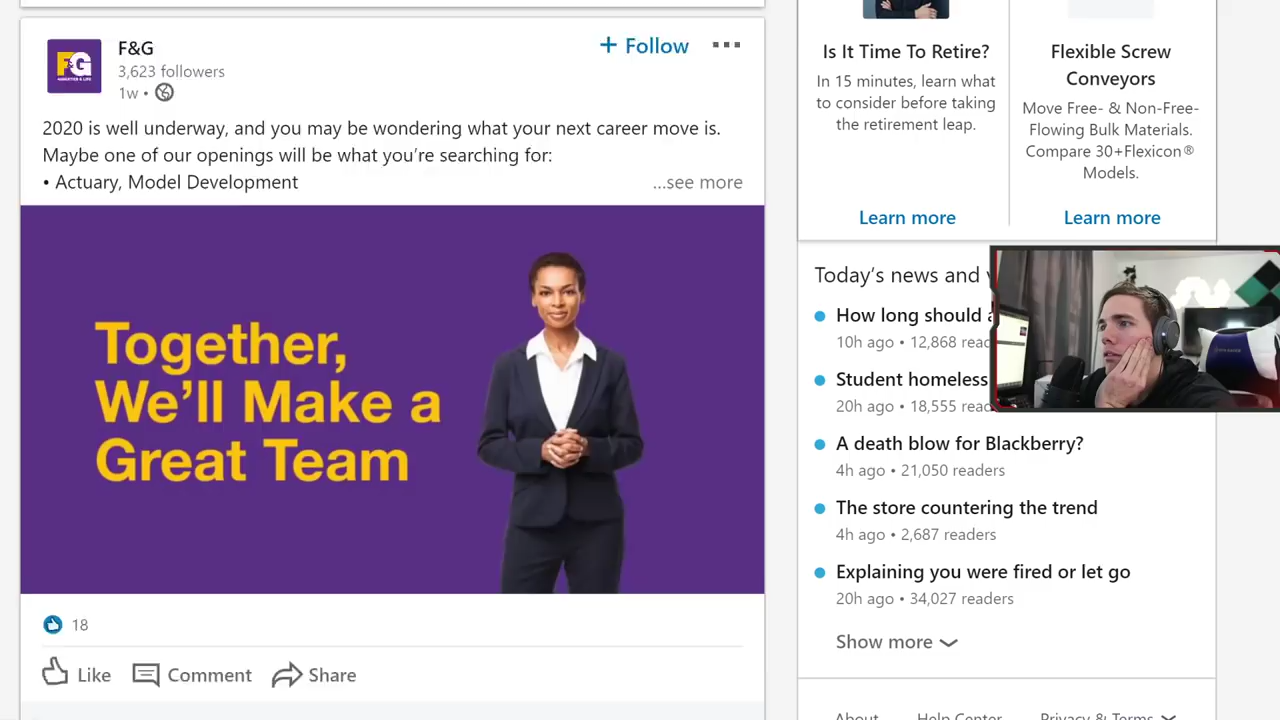 F&G
3,623 followers
1w •
+ Follow
2020 is well underway, and you may be wondering what your next career move is.
Maybe one of our openings will be what you’re searching for:
• Actuary, Model Development
...see more
F&G
Together,
We’ll Make a
Great Team
18
Like
Comment
Share
Is It Time To Retire?
In 15 minutes, learn what
to consider before taking
the retirement leap.
Learn more
Flexible Screw
Conveyors
Move Free- & Non-Free-
Flowing Bulk Materials.
Compare 30+Flexicon®
Models.
Learn more
Today’s news and
How long should
10h ago • 12,868
Student homeless
20h ago • 18,555
A death blow for Blackberry?
4h ago • 21,050 readers
The store countering the trend
4h ago • 2,687 readers
Explaining you were fired or let go
20h ago • 34,027 readers
Show more
About
Help Center
Privacy & Terms